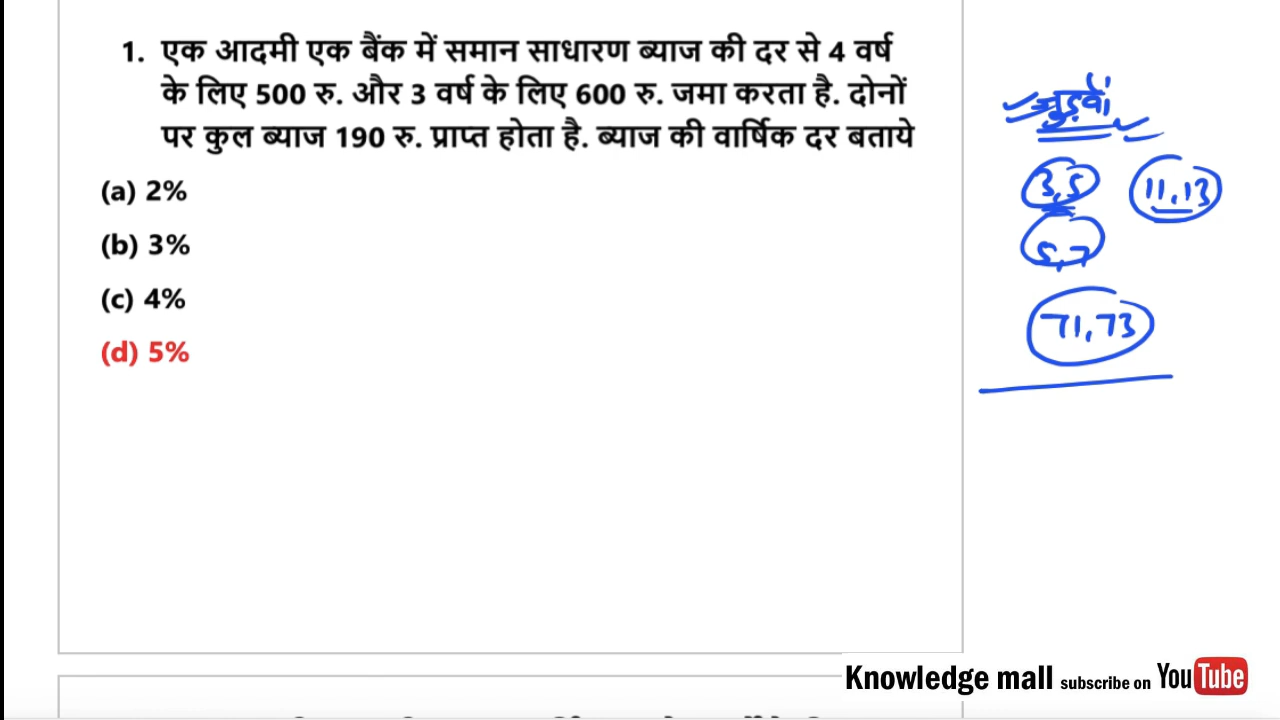 1. एक आदमी एक बैंक में समान साधारण ब्याज की दर से 4 वर्ष
के लिए 500 रु. और 3 वर्ष के लिए 600 रु. जमा करता है. दोनों
पर कुल ब्याज 190 रु. प्राप्त होता है. ब्याज की वार्षिक दर बताये
(a) 2%
(b) 3%
(c) 4%
(d) 5%
3,5
11,13
5,7
71,73
Knowledge mall subscribe on YouTube